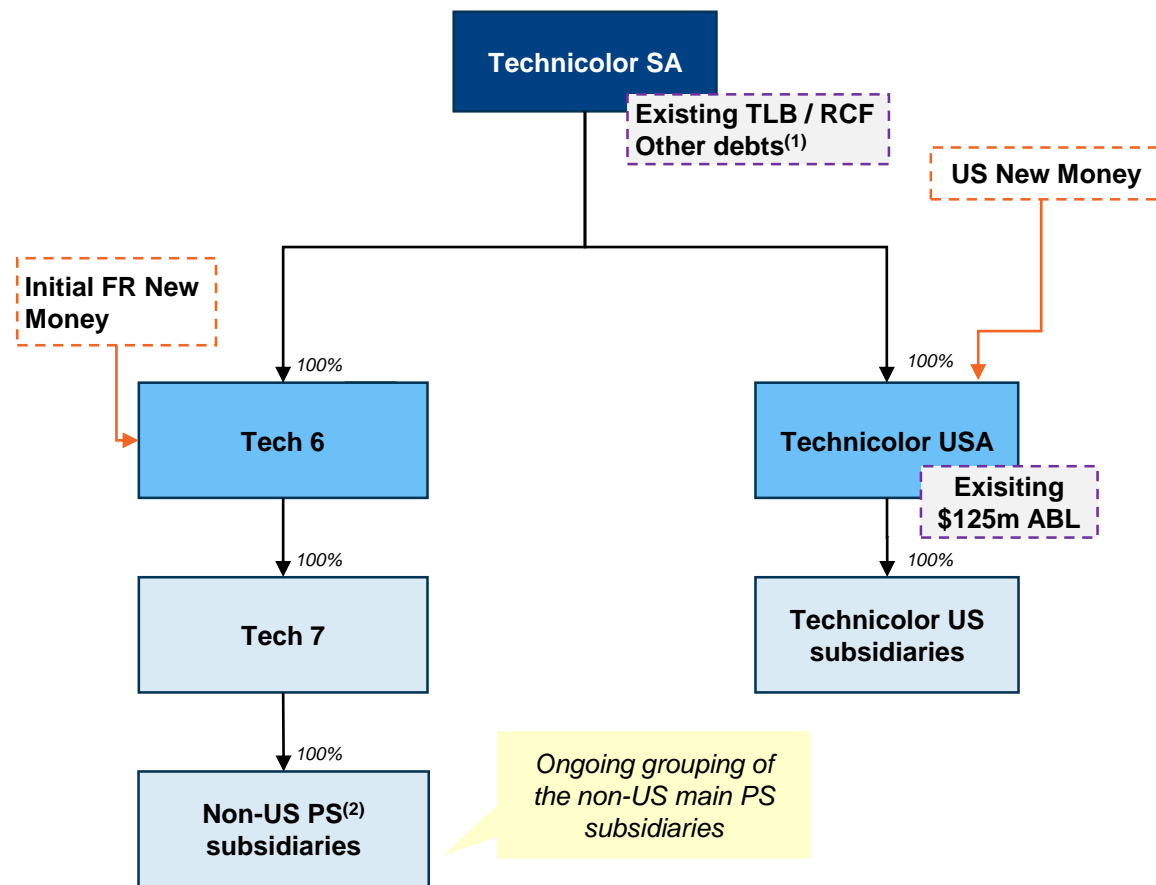 Technicolor SA
Existing TLB / RCF
Other debts(1)
US New Money
Initial FR New
Money
100%
100%
Tech 6
Technicolor USA
Exisiting
$125m ABL
100%
100%
Tech 7
Technicolor US
subsidiaries
100%
Ongoing grouping of
the non-US main PS
subsidiaries
Non-US PS(2)
subsidiaries